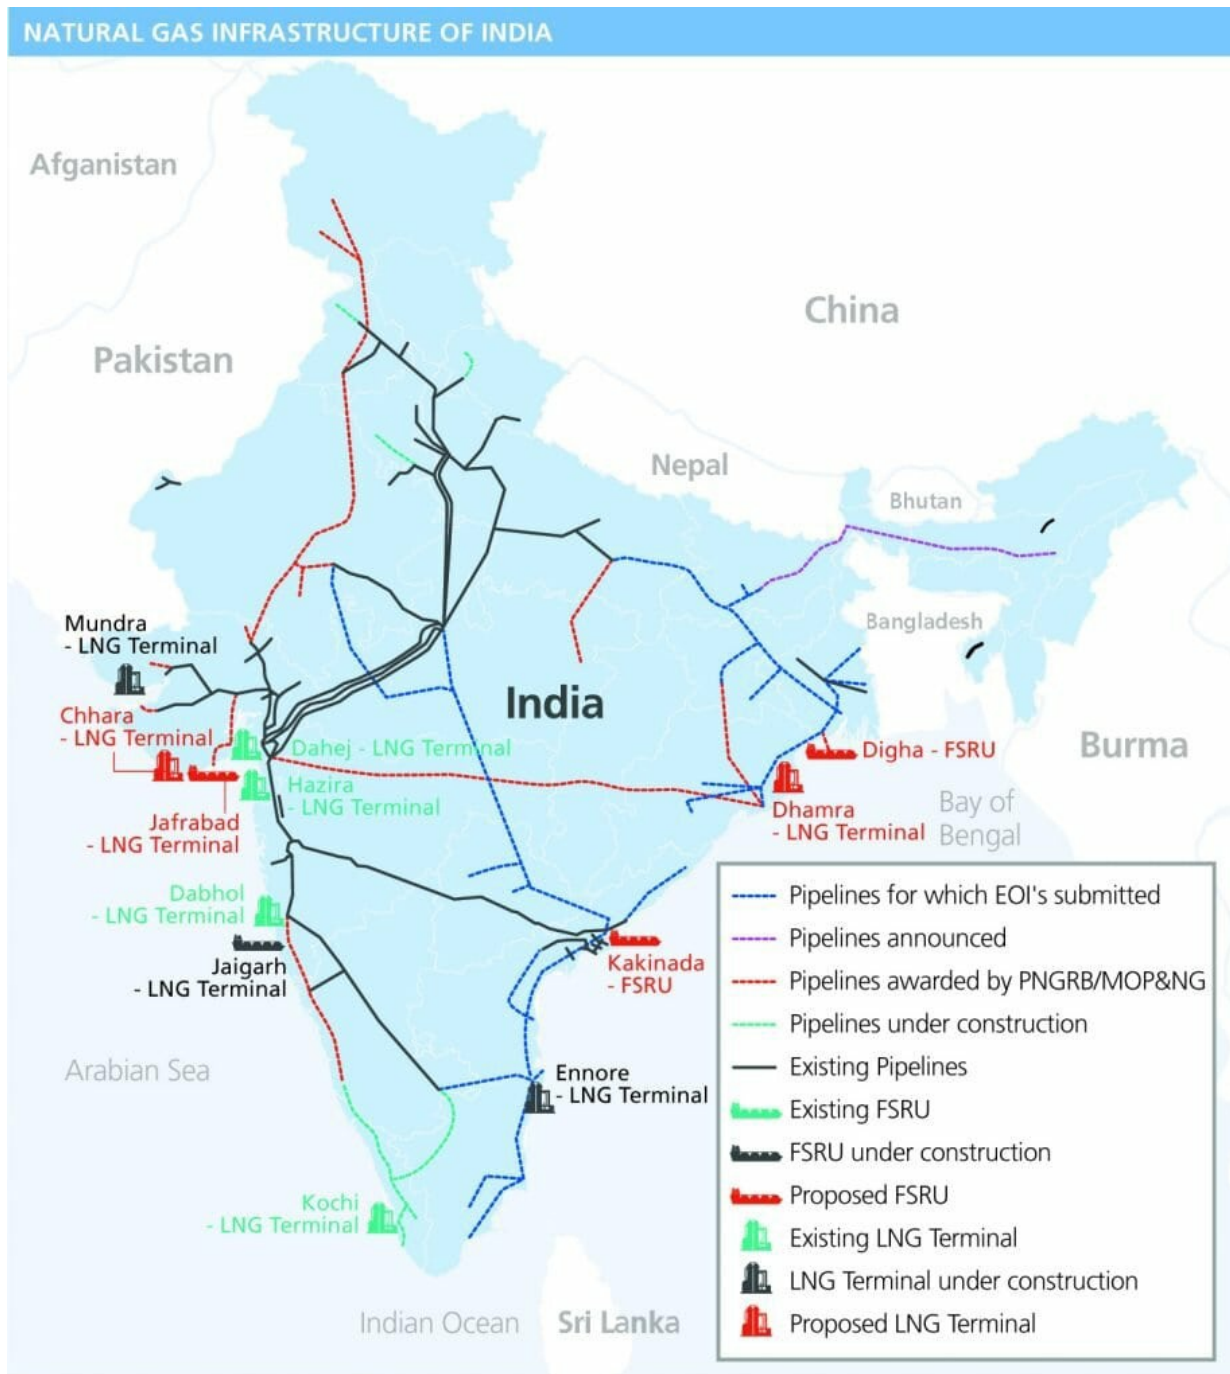 NATURAL GAS INFRASTRUCTURE OF INDIA
Afganistan
China
Pakistan
Nepal
Bhutan
Bangladesh
Mundra
- LNG Terminal
India
Burma
Chhara
- LNG Terminal
Dahej - LNG Terminal
Digha - FSRU
Hazira
- LNG Terminal
Dhamra
- LNG Terminal
Bay of
Bengal
Jafrabad
- LNG Terminal
Dabhol
- LNG Terminal
Jaigarh
- LNG Terminal
Kakinada
- FSRU
Arabian Sea
Ennore
- LNG Terminal
Kochi
- LNG Terminal
Indian Ocean
Sri Lanka
Pipelines for which EOI's submitted
Pipelines announced
Pipelines awarded by PNGRB/MOP&NG
Pipelines under construction
Existing Pipelines
Existing FSRU
FSRU under construction
Proposed FSRU
Existing LNG Terminal
LNG Terminal under construction
Proposed LNG Terminal